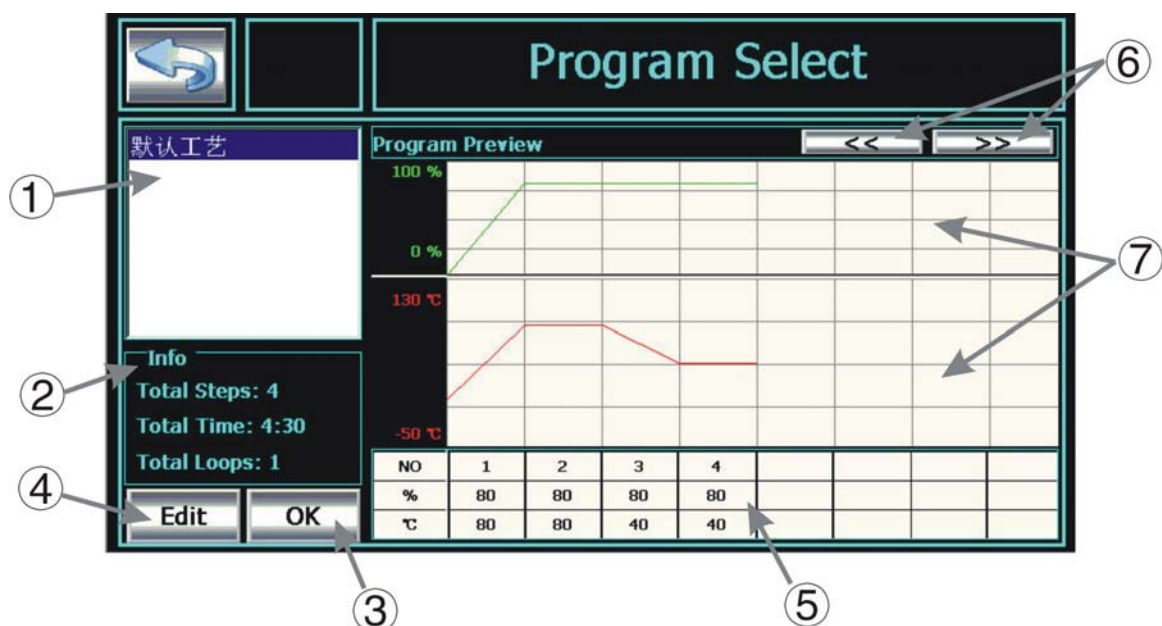 Program Select
⑥
默认工艺
Program Preview
<<
>>
①
100 %
0 %
⑦
130 ℃
-50 ℃
Info
②
Total Steps: 4
Total Time: 4:30
Total Loops: 1
④
Edit
OK
NO 1 2 3 4
% 80 80 80 80
℃ 80 80 40 40
③
⑤